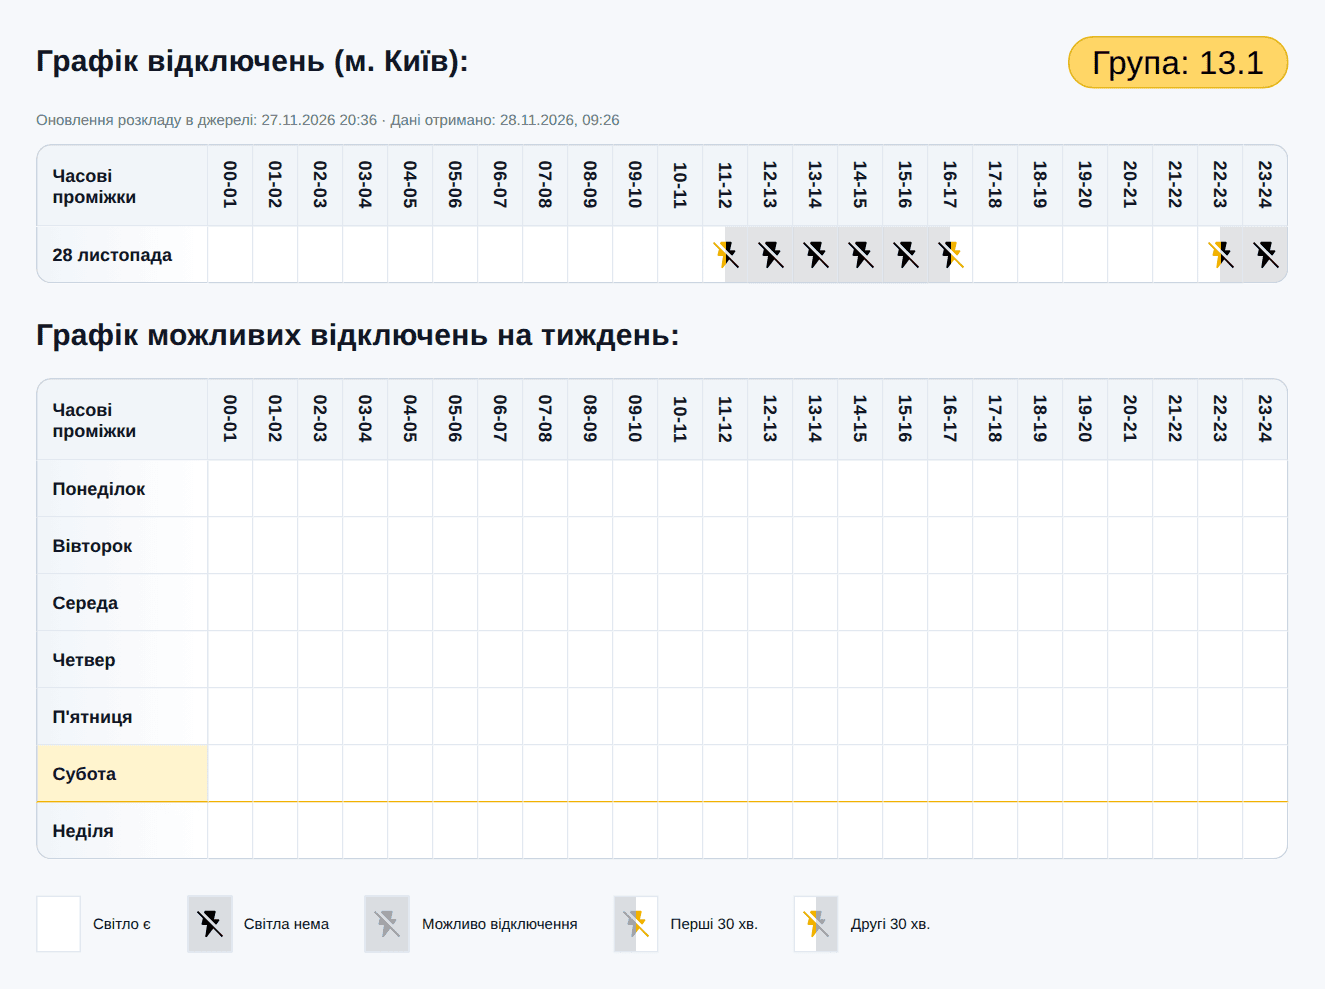 Графік відключень (м. Київ):
Група: 13.1
Оновлення розкладу в джерелі: 27.11.2026 20:36 · Дані отримано: 28.11.2026, 09:26
Часові
проміжки
00-01
01-02
02-03
03-04
04-05
05-06
06-07
07-08
08-09
09-10
10-11
11-12
12-13
13-14
14-15
15-16
16-17
17-18
18-19
19-20
20-21
21-22
22-23
23-24
28 листопада
Графік можливих відключень на тиждень:
Часові
проміжки
00-01
01-02
02-03
03-04
04-05
05-06
06-07
07-08
08-09
09-10
10-11
11-12
12-13
13-14
14-15
15-16
16-17
17-18
18-19
19-20
20-21
21-22
22-23
23-24
Понеділок
Вівторок
Середа
Четвер
П'ятниця
Субота
Неділя
Світло є
Світла нема
Можливо відключення
Перші 30 хв.
Другі 30 хв.